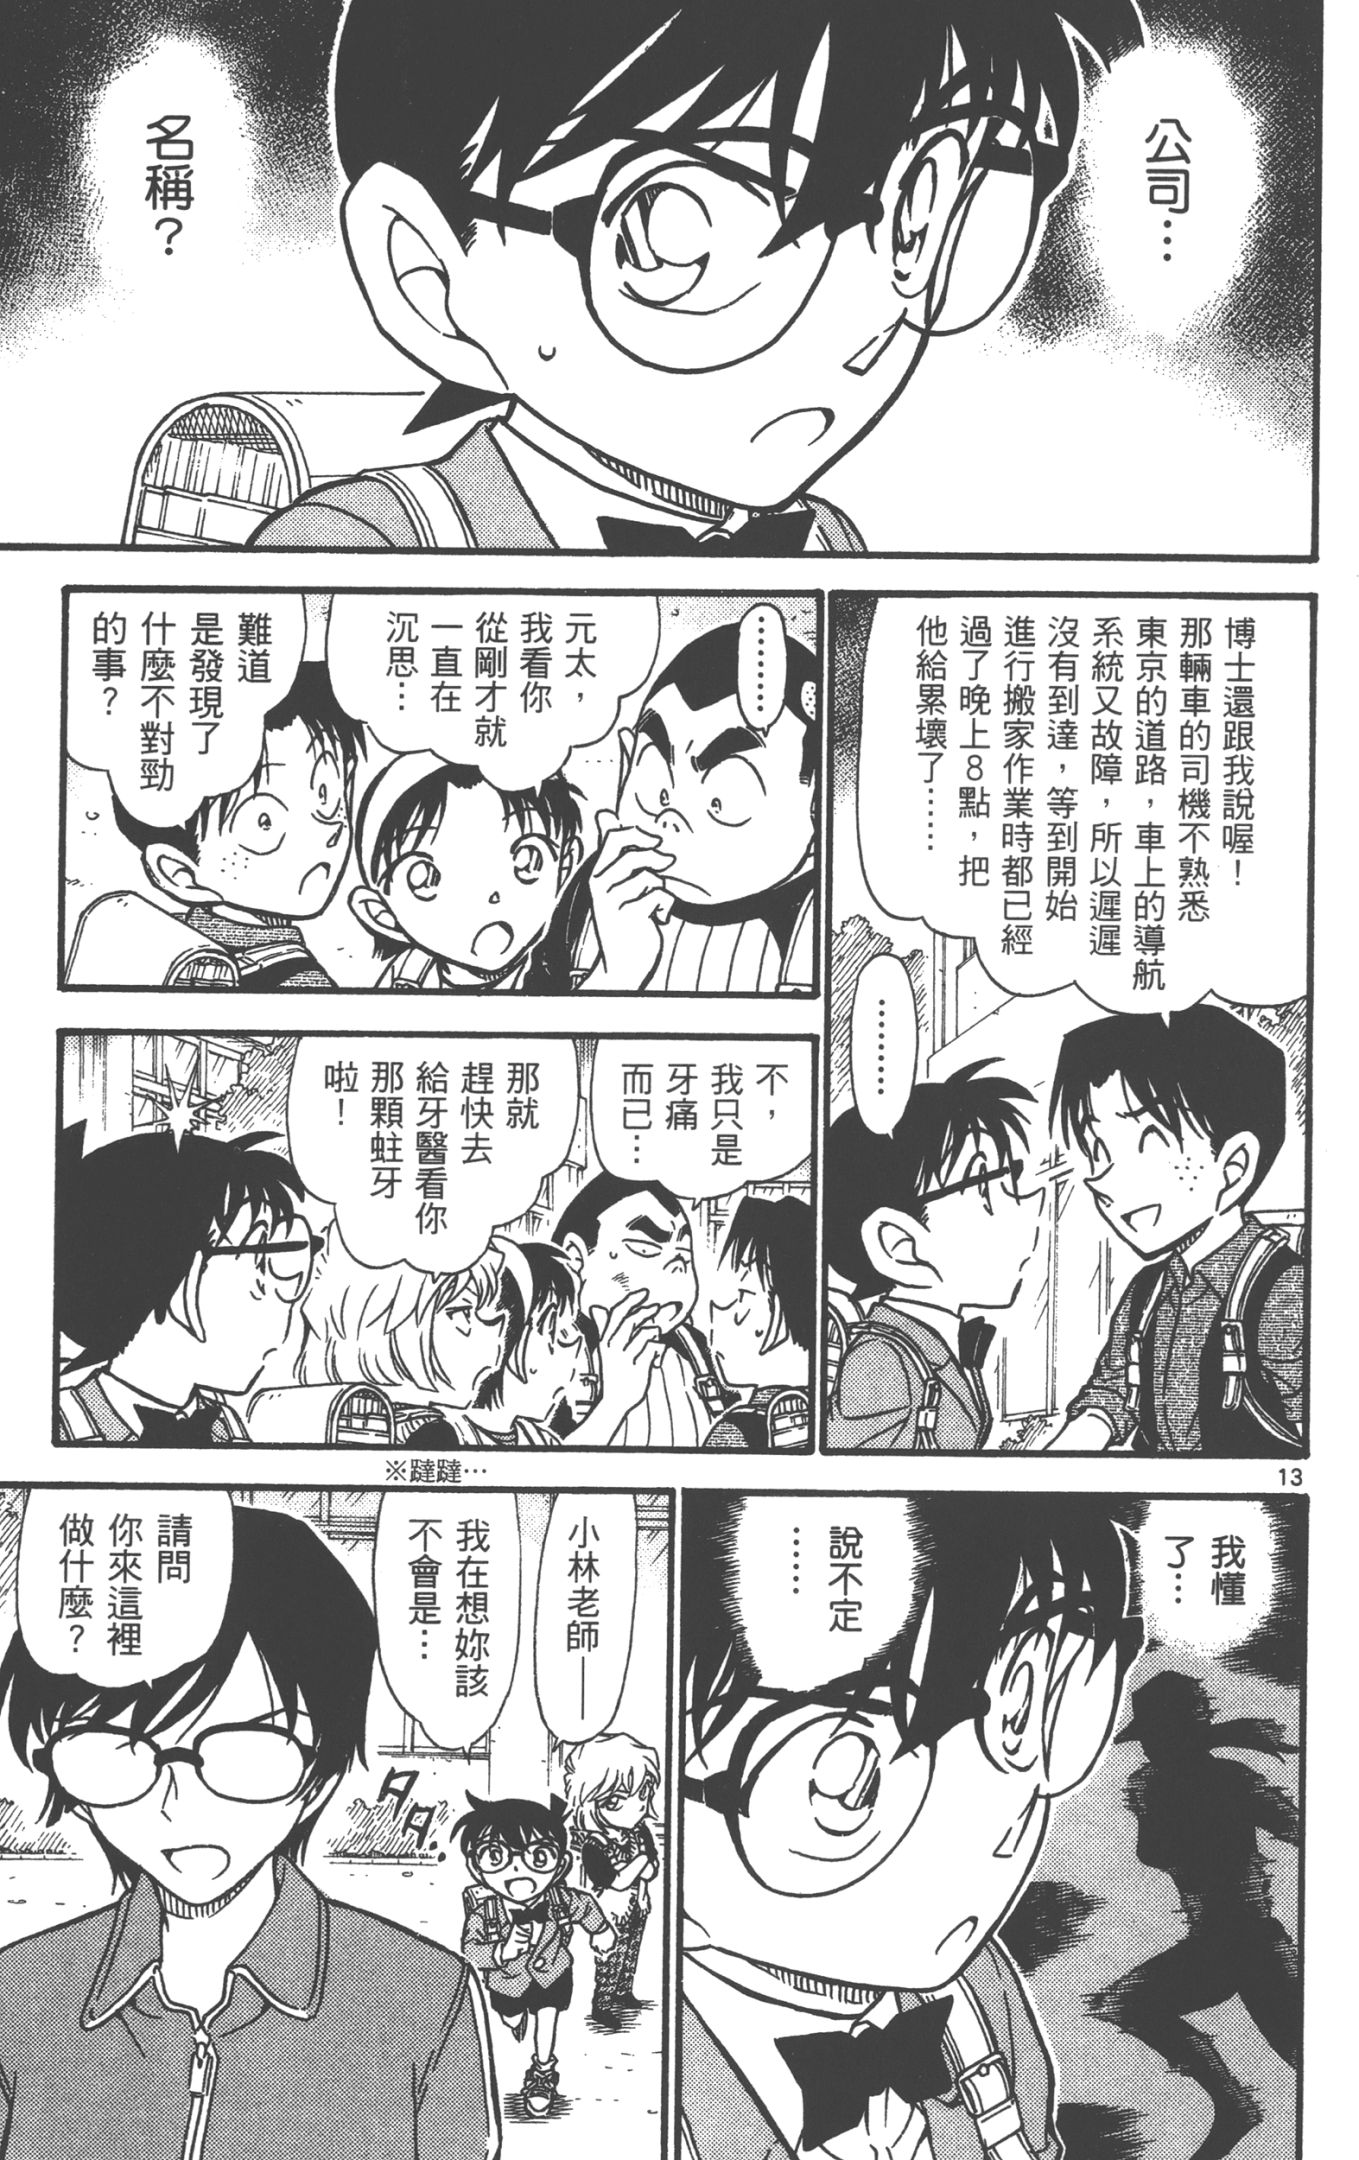 公司…
名稱？
博士還跟我說喔！
那輛車的司機不熟悉
東京的道路，車上的導航
系統又故障，所以遲遲
沒有到達，等到開始
進行搬家作業時都已經
過了晚上8點，把
他給累壞了……
………
………
元太，
我看你
從剛才就
一直在
沉思…
難道
是發現了
什麼不對勁
的事？
不，
我只是
牙痛
而已…
那就
趕快去
給牙醫看你
那顆蛀牙
啦！
13
我懂
了…
說不定
……
※躂躂…
小林老師——
我在想妳該
不會是…
タタ…
請問
你來這裡
做什麼？